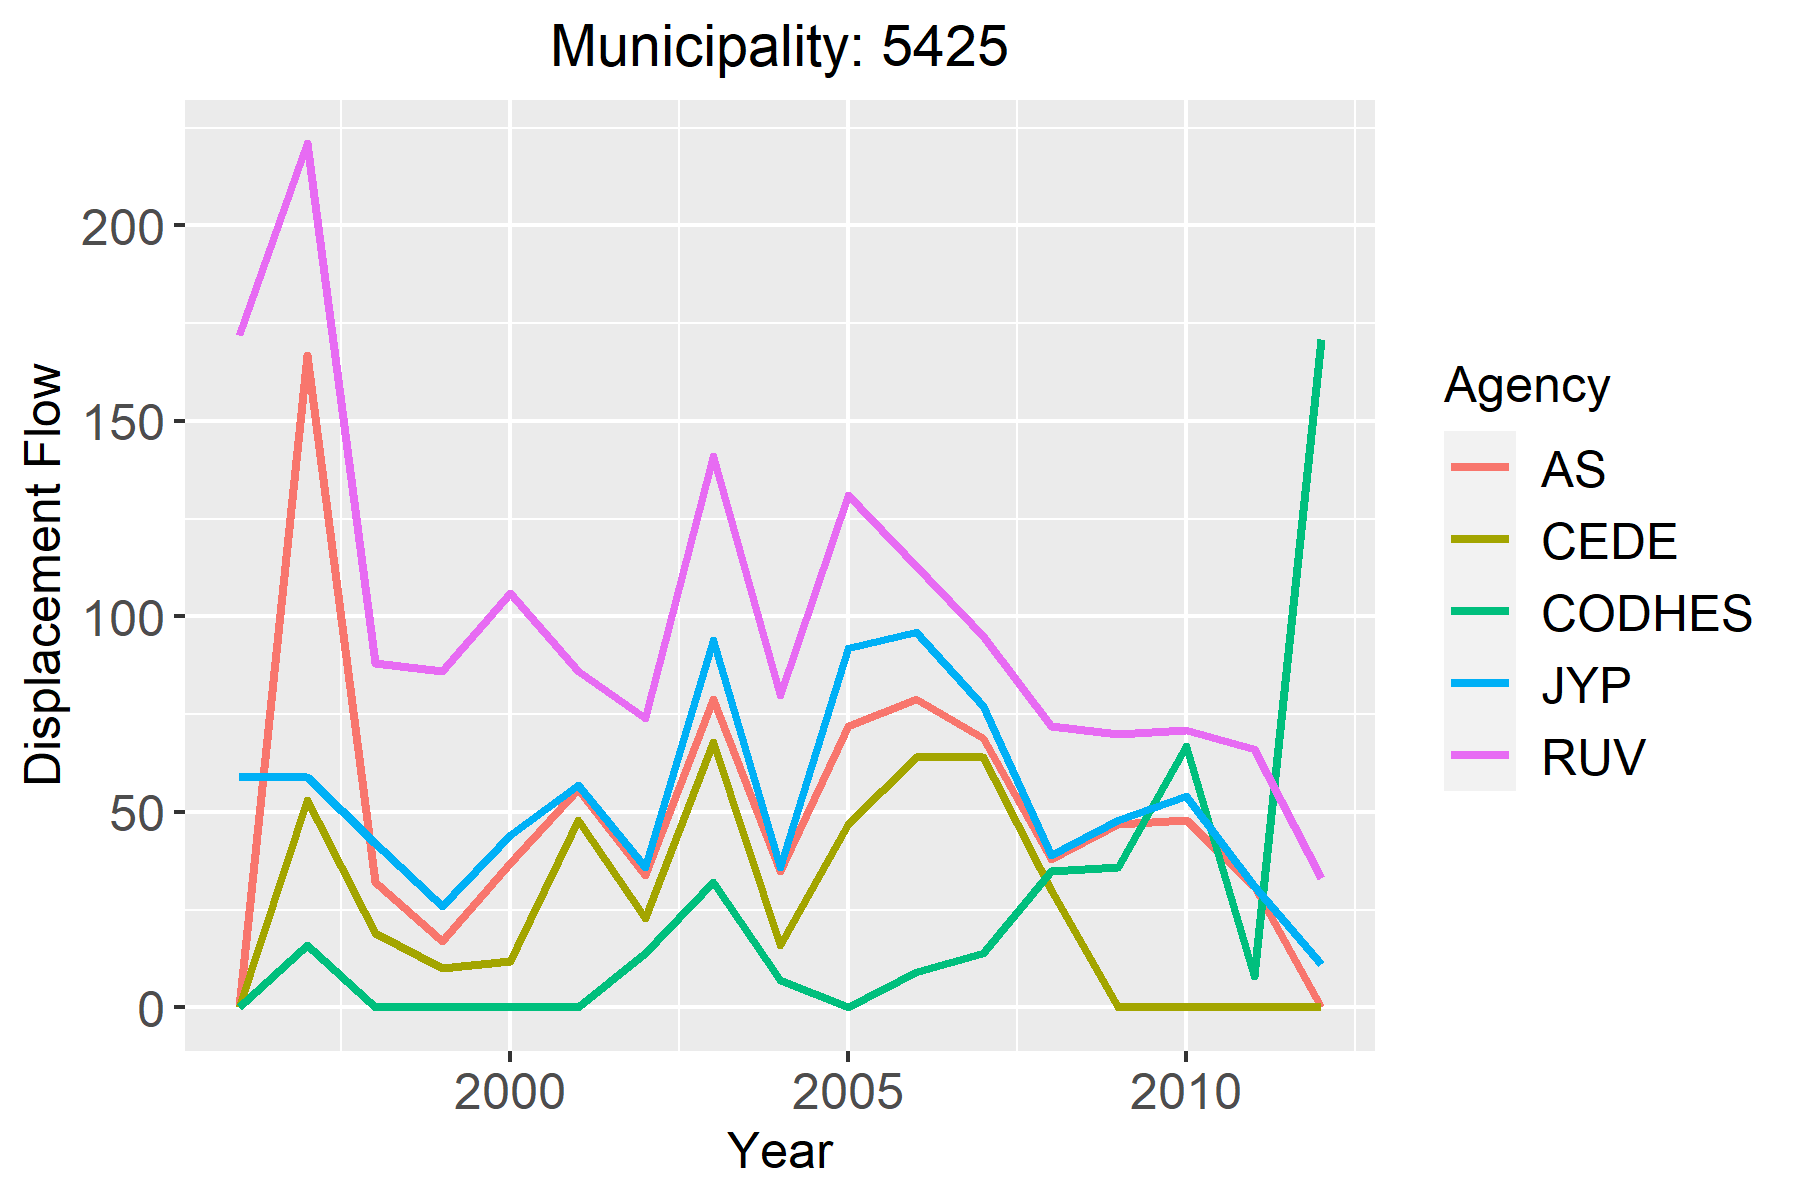 Municipality: 5425
Displacement Flow
200
150
100
50
0
2000 2005 2010
Year
Agency
AS
CEDE
CODHES
JYP
RUV